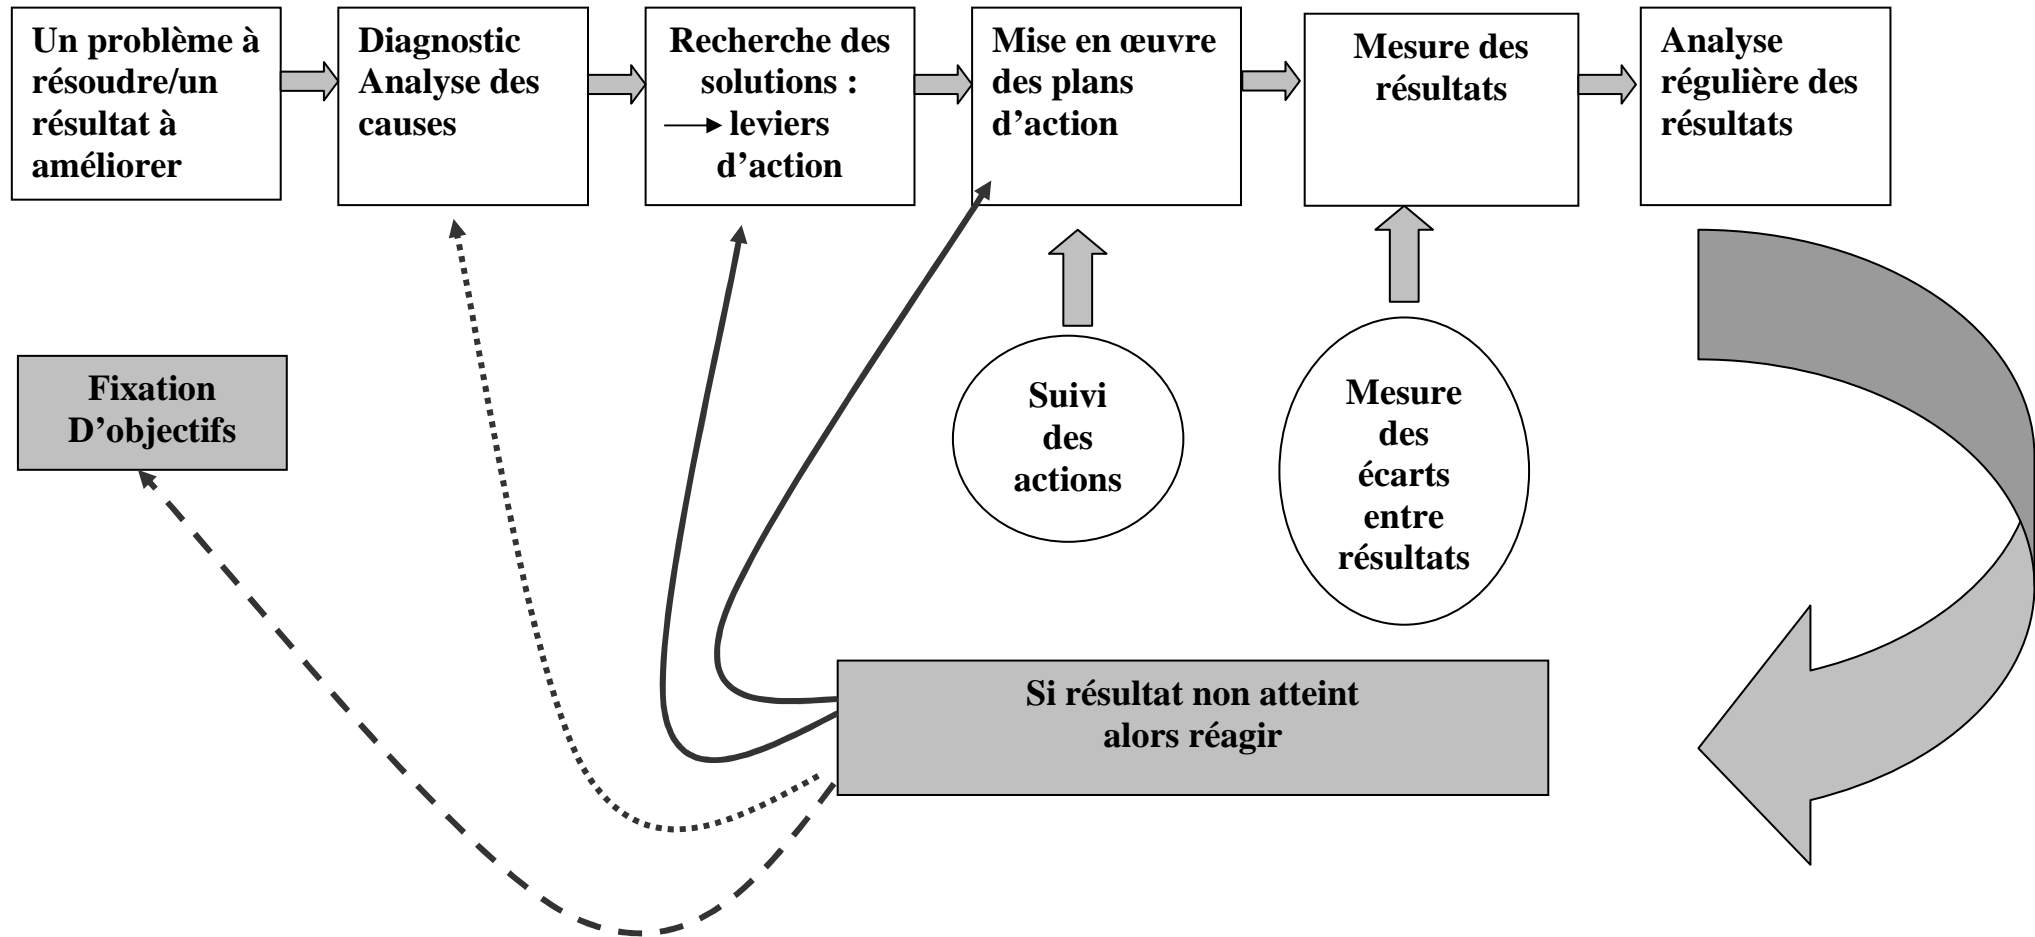 Un problème à
résoudre/un
résultat à
améliorer
Diagnostic
Analyse des
causes
Recherche des
solutions :
leviers
d’action
Mise en œuvre
des plans
d’action
Mesure des
résultats
Analyse
régulière des
résultats
Fixation
D’objectifs
Suivi
des
actions
Mesure
des
écarts
entre
résultats
Si résultat non atteint
alors réagir